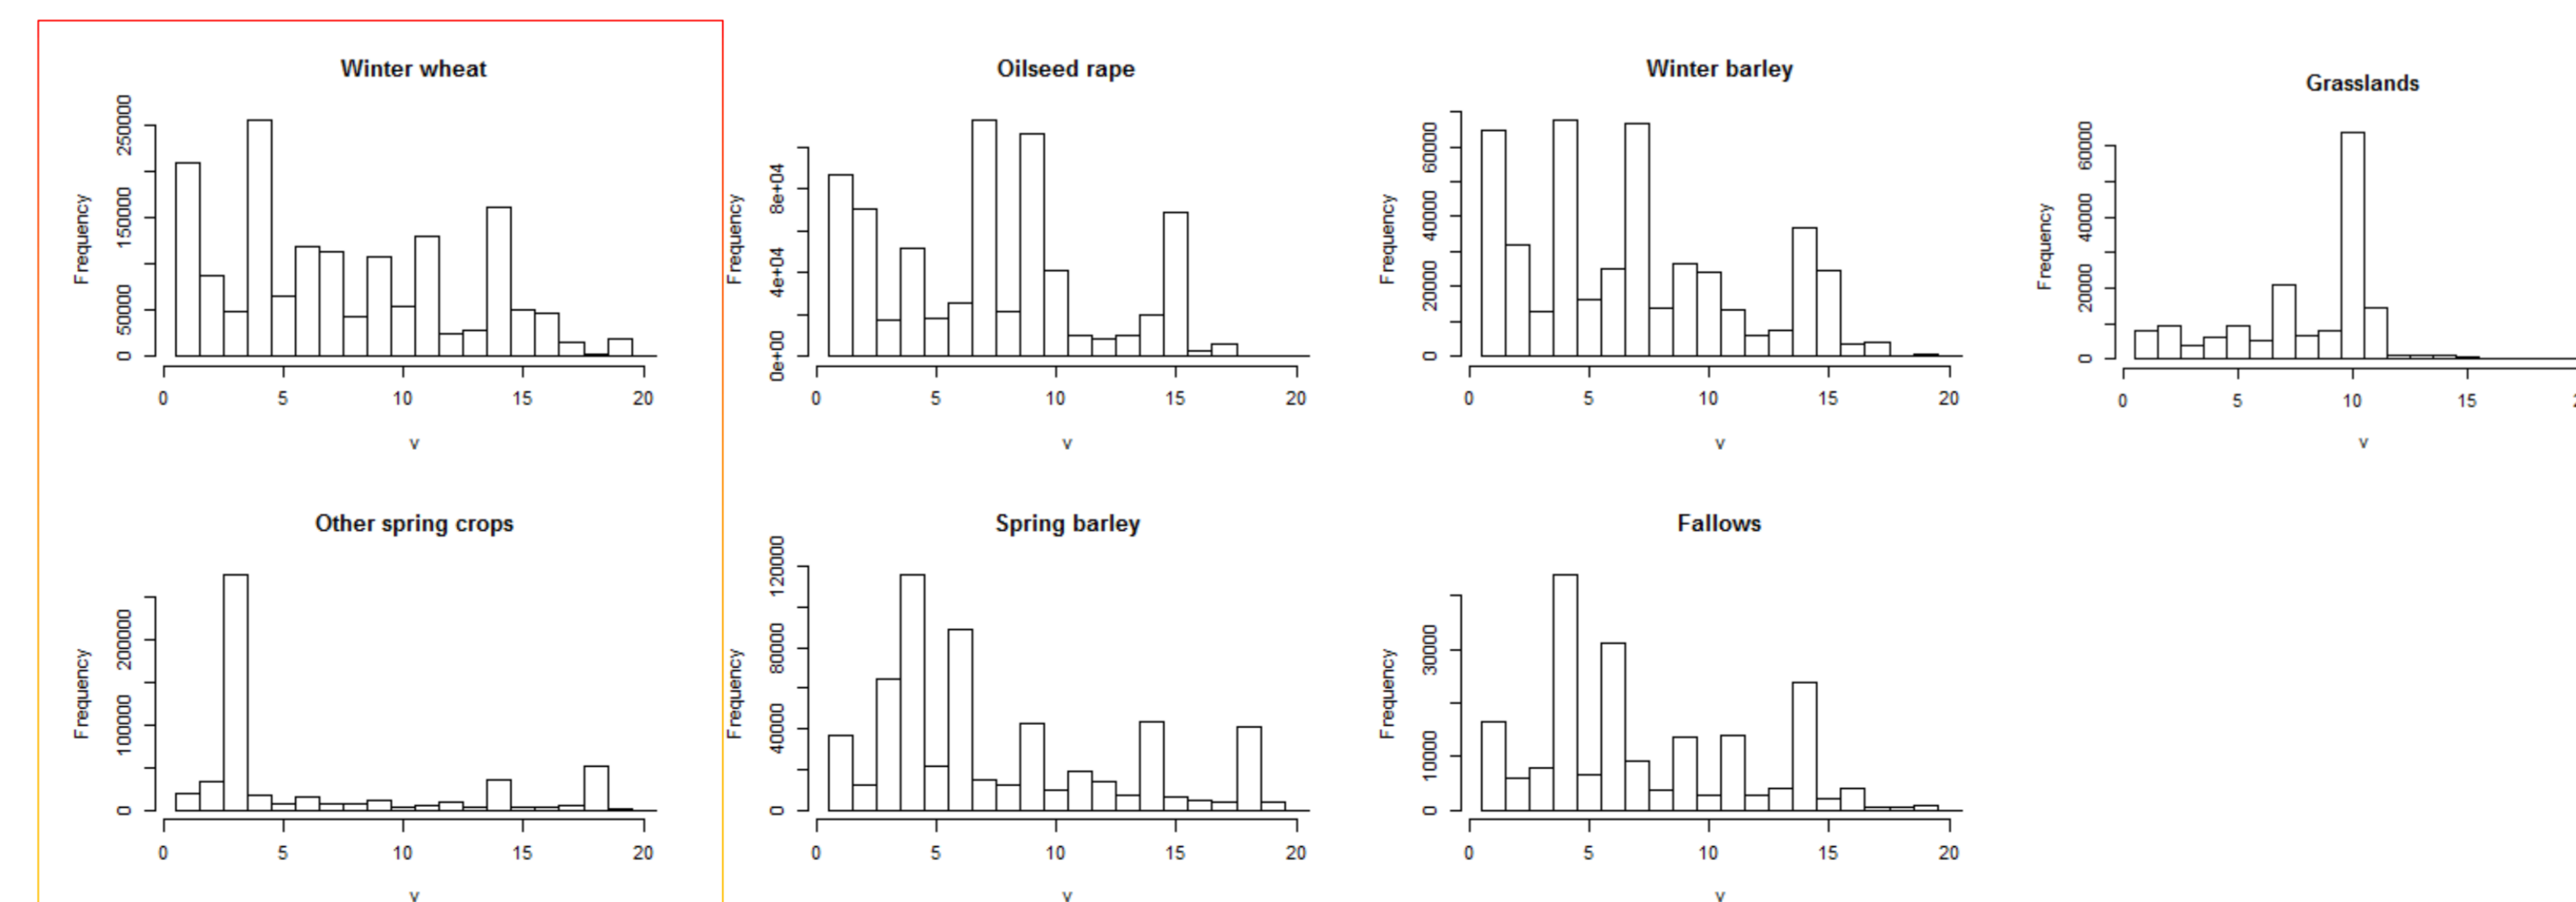 Winter wheat
Frequency
0 50000 150000 250000
0 5 10 15 20
v
Oilseed rape
Frequency
0e+00 4e+04 8e+04
0 5 10 15 20
v
Winter barley
Frequency
0 20000 40000 60000
0 5 10 15 20
v
Grasslands
Frequency
0 20000 40000 60000
0 5 10 15
v
Other spring crops
Frequency
0 100000 200000
0 5 10 15 20
v
Spring barley
Frequency
0 40000 80000 120000
0 5 10 15 20
v
Fallows
Frequency
0 10000 30000
0 5 10 15 20
v